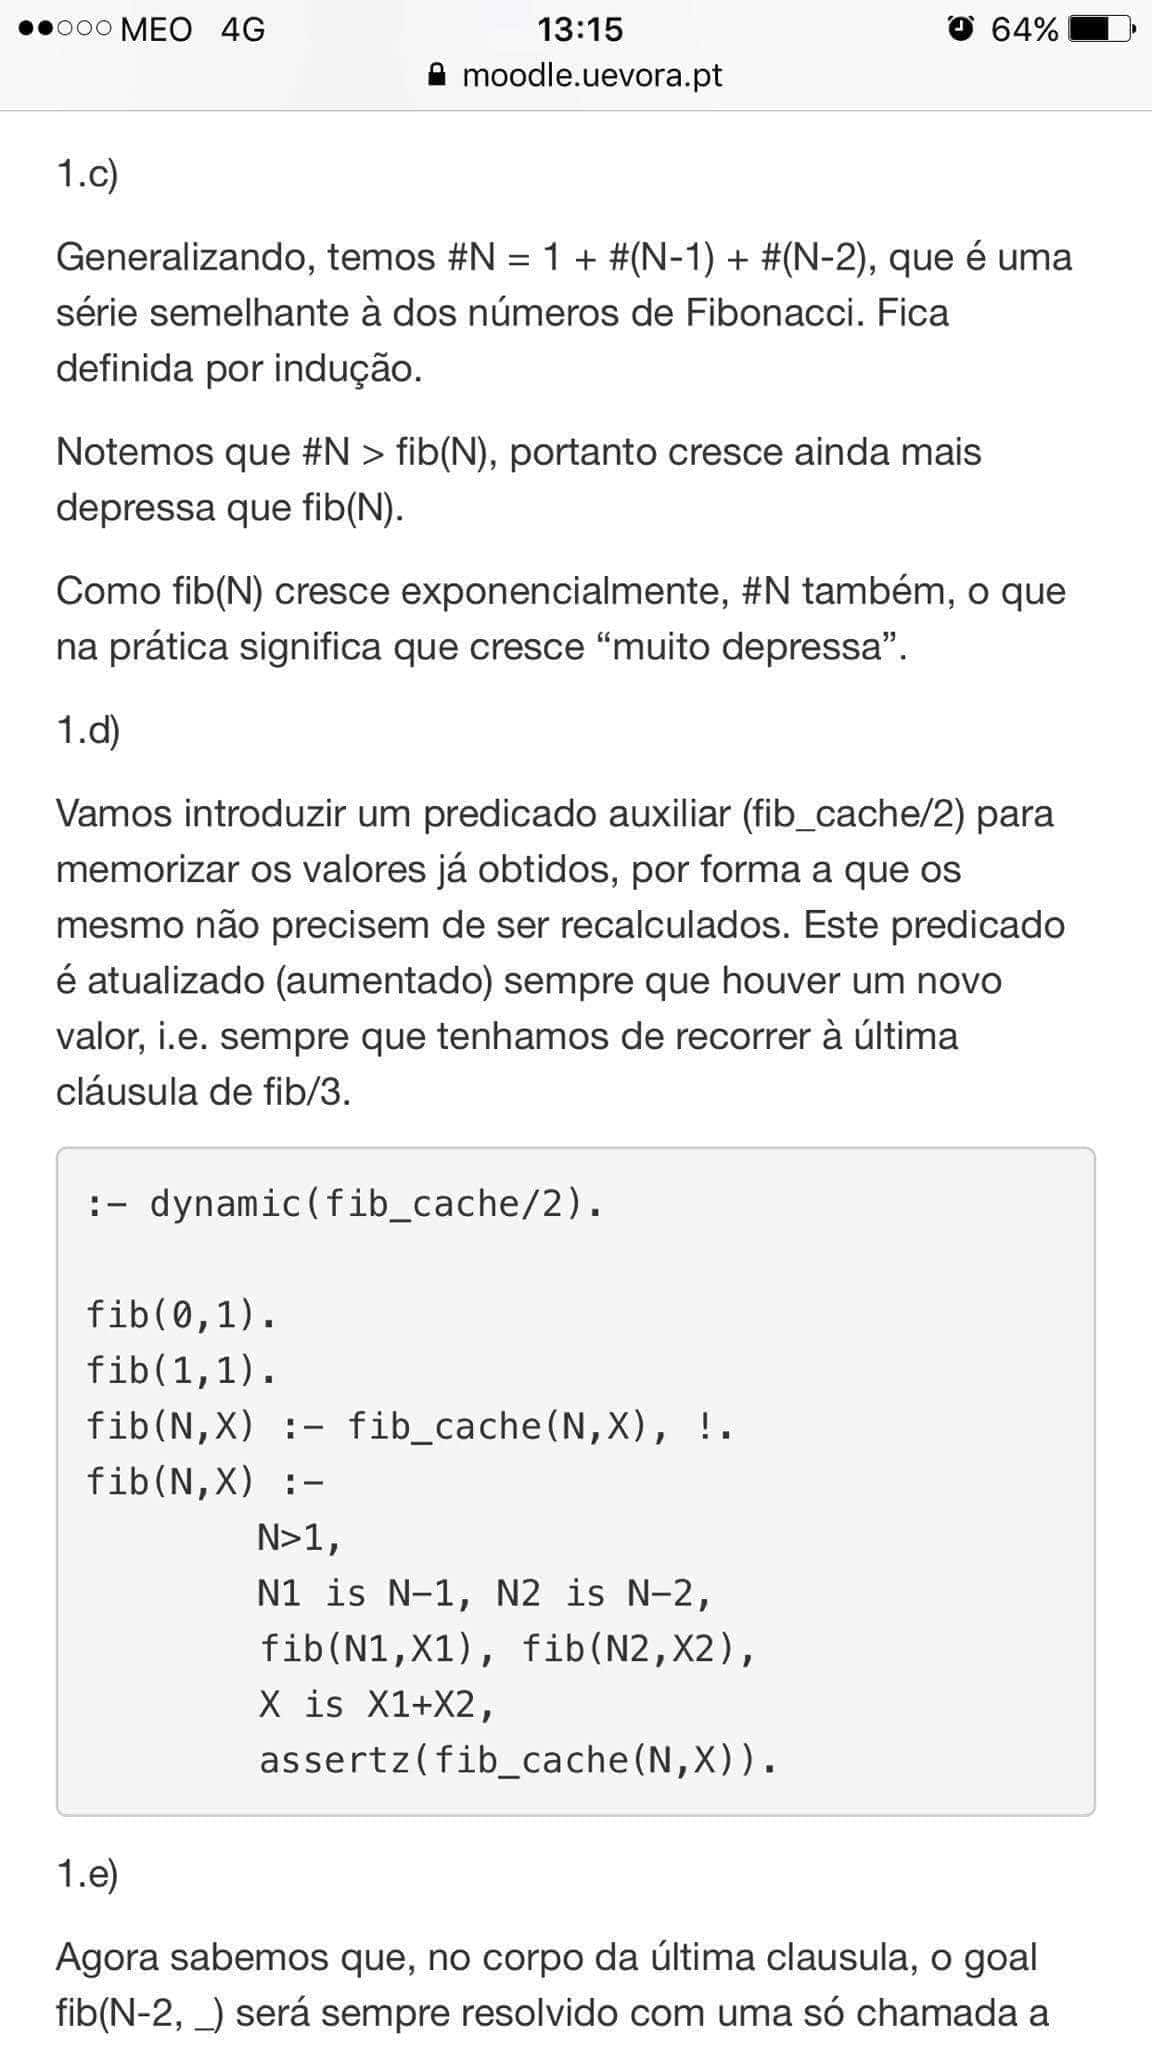 MEO 4G 13:15 64%
moodle.uevora.pt
1.c)
Generalizando, temos #N = 1 + #(N-1) + #(N-2), que é uma
série semelhante à dos números de Fibonacci. Fica
definida por indução.
Notemos que #N > fib(N), portanto cresce ainda mais
depressa que fib(N).
Como fib(N) cresce exponencialmente, #N também, o que
na prática significa que cresce “muito depressa”.
1.d)
Vamos introduzir um predicado auxiliar (fib_cache/2) para
memorizar os valores já obtidos, por forma a que os
mesmo não precisem de ser recalculados. Este predicado
é atualizado (aumentado) sempre que houver um novo
valor, i.e. sempre que tenhamos de recorrer à última
cláusula de fib/3.
:- dynamic(fib_cache/2).
fib(0,1).
fib(1,1).
fib(N,X) :- fib_cache(N,X), !.
fib(N,X) :-
N>1,
N1 is N-1, N2 is N-2,
fib(N1,X1), fib(N2,X2),
X is X1+X2,
assertz(fib_cache(N,X)).
1.e)
Agora sabemos que, no corpo da última clausula, o goal
fib(N-2, _) será sempre resolvido com uma só chamada a